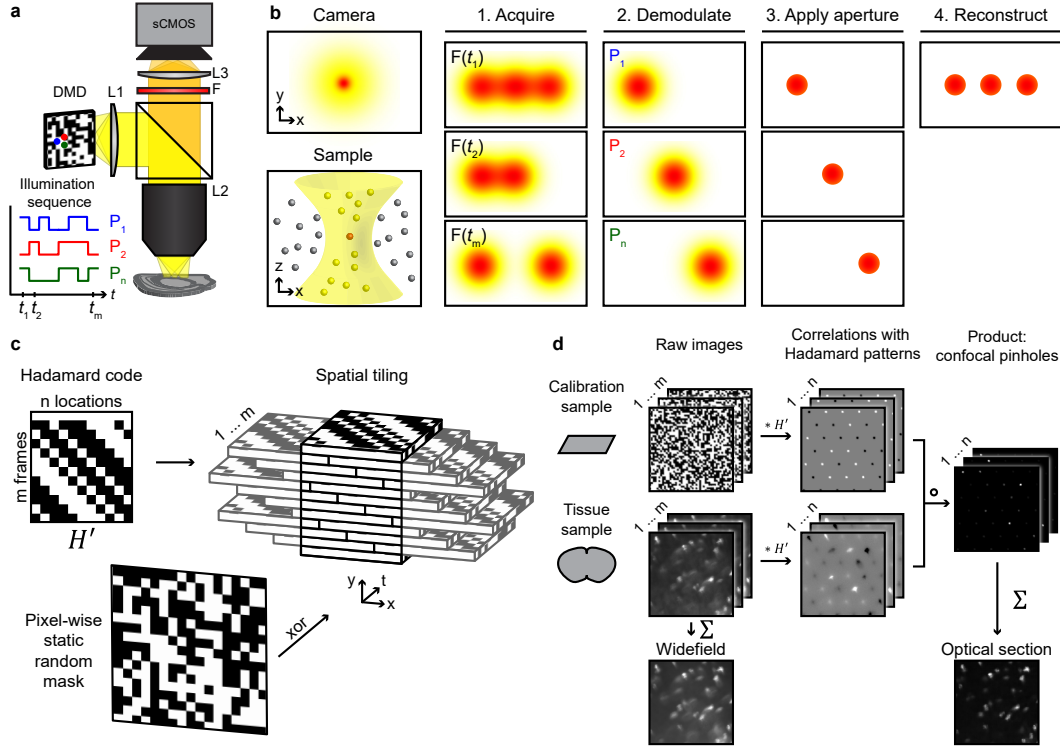 a
sCMOS
L3
F
DMD
L1
L2
Illumination
sequence
P1
P2
Pn
t1 t2 tm t
b
Camera
y
x
Sample
z
x
1. Acquire
2. Demodulate
3. Apply aperture
4. Reconstruct
F(t1)
P1
F(t2)
P2
F(tm)
Pn
c
Hadamard code
n locations
m frames
H′
Spatial tiling
1 ... m
y
t
x
Pixel-wise
static
random
mask
xor
d
Raw images
Correlations with
Hadamard patterns
Product:
confocal pinholes
Calibration
sample
1 ... m
* H′
1 ... n
1 ... n
Tissue
sample
1 ... m
* H′
1 ... n
∘
Σ
Σ
Widefield
Optical section